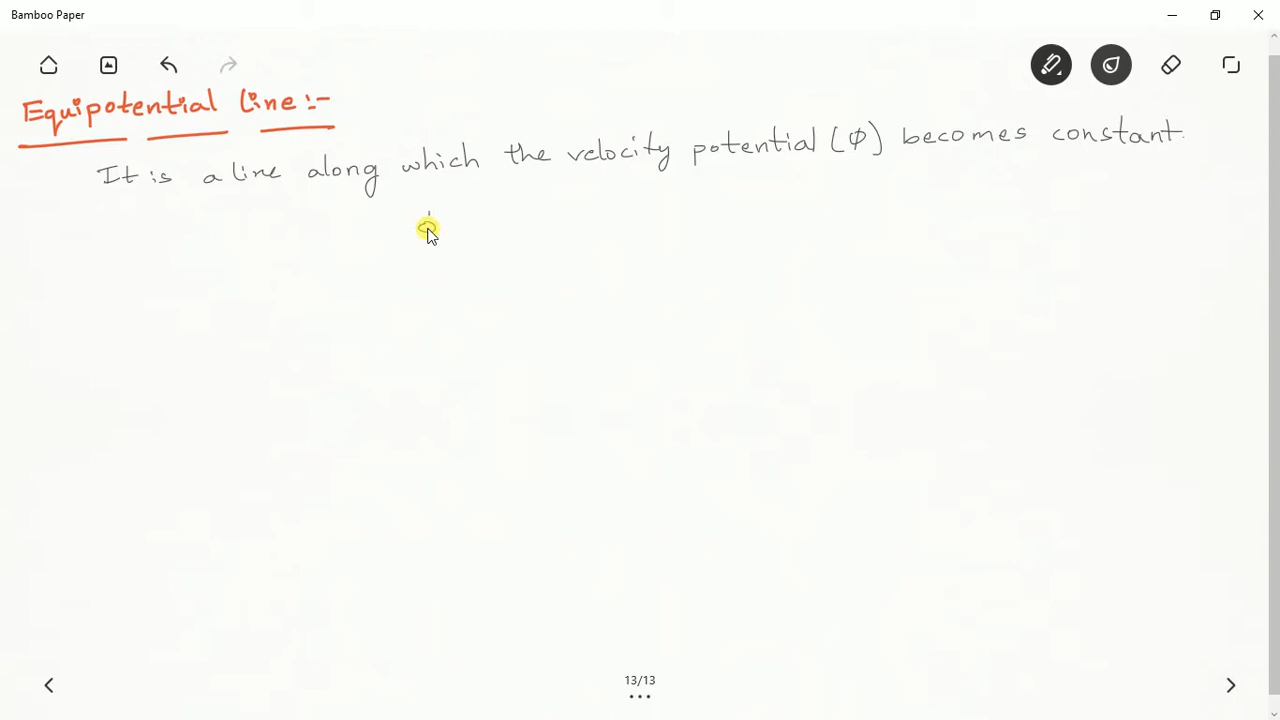 Bamboo Paper
Equipotential line :-
It is a line along which the velocity potential (φ) becomes constant.
13/13